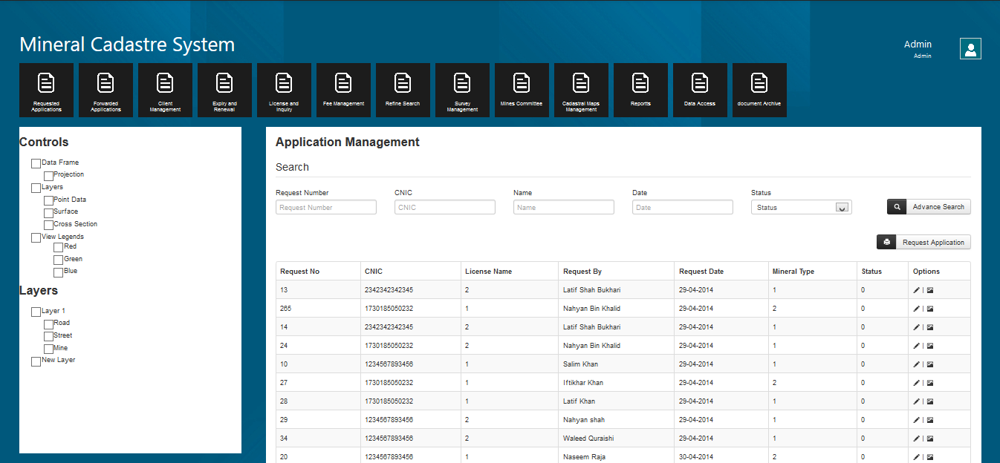 Mineral Cadastre System
Admin
Admin
Requested Applications
Forwarded Applications
Client Management
Expiry and Renewal
License and Inquiry
Fee Management
Refine Search
Survey Management
Mines Committee
Cadastral Maps Management
Reports
Data Access
document Archive
Controls
Data Frame
Projection
Layers
Point Data
Surface
Cross Section
View Legends
Red
Green
Blue
Layers
Layer 1
Road
Street
Mine
New Layer
Application Management
Search
Request Number CNIC Name Date Status
Request Number CNIC Name Date Status Advance Search
Request Application
Request No CNIC License Name Request By Request Date Mineral Type Status Options
13 2342342342345 2 Latif Shah Bukhari 29-04-2014 1 0 |
265 1730185050232 1 Nahyan Bin Khalid 29-04-2014 2 0 |
14 2342342342345 2 Latif Shah Bukhari 29-04-2014 1 0 |
24 1730185050232 2 Nahyan Bin Khalid 29-04-2014 1 0 |
10 1234567893456 1 Salim Khan 29-04-2014 1 0 |
27 1730185050232 1 Iftikhar Khan 29-04-2014 2 0 |
28 1730185050232 1 Latif Khan 29-04-2014 1 0 |
29 1234567893456 2 Nahyan shah 29-04-2014 1 0 |
34 1234567893456 2 Waleed Quraishi 29-04-2014 1 0 |
20 1234567893456 1 Naseem Raja 30-04-2014 2 0 |